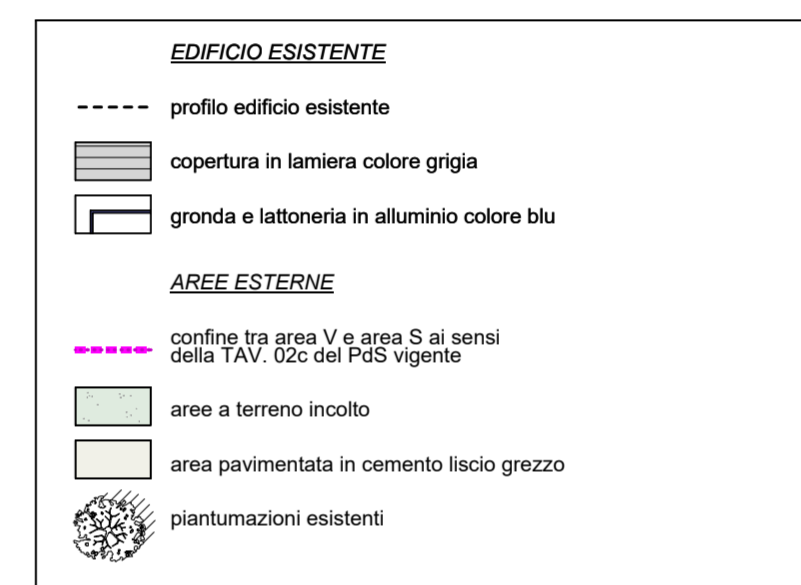 EDIFICIO ESISTENTE
profilo edificio esistente
copertura in lamiera colore grigia
gronda e lattoneria in alluminio colore blu
AREE ESTERNE
confine tra area V e area S ai sensi
della TAV. 02c del PdS vigente
aree a terreno incolto
area pavimentata in cemento liscio grezzo
piantumazioni esistenti